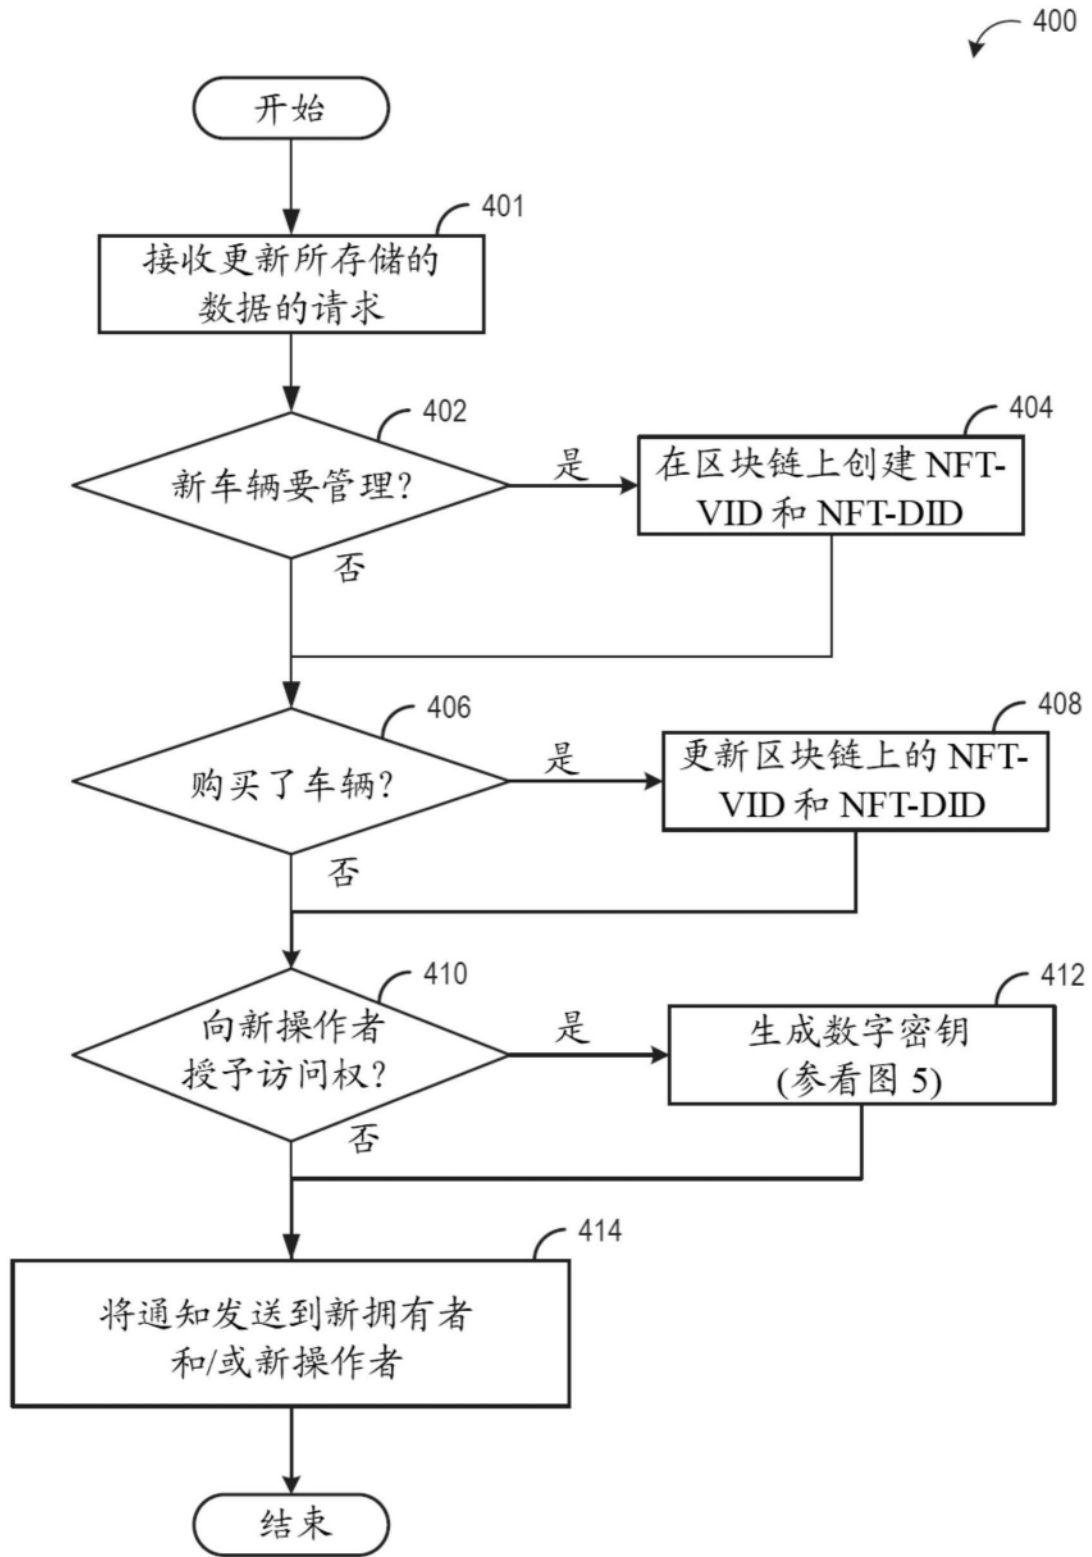 400
开始
401
接收更新所存储的
数据的请求
402
新车辆要管理?
是
404
在区块链上创建 NFT-
VID 和 NFT-DID
否
406
购买了车辆?
是
408
更新区块链上的 NFT-
VID 和 NFT-DID
否
410
向新操作者
授予访问权?
是
412
生成数字密钥
(参看图 5)
否
414
将通知发送到新拥有者
和/或新操作者
结束